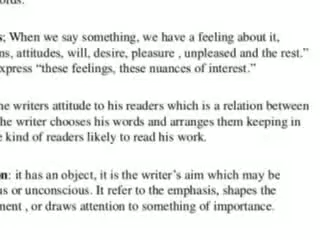 s; When we say something, we have a feeling about it,
ns, attitudes, will, desire, pleasure , unpleased and the rest.”
xpress “these feelings, these nuances of interest.”
he writers attitude to his readers which is a relation between
he writer chooses his words and arranges them keeping in
e kind of readers likely to read his work.
n: it has an object, it is the writer’s aim which may be
us or unconscious. It refer to the emphasis, shapes the
ment , or draws attention to something of importance.